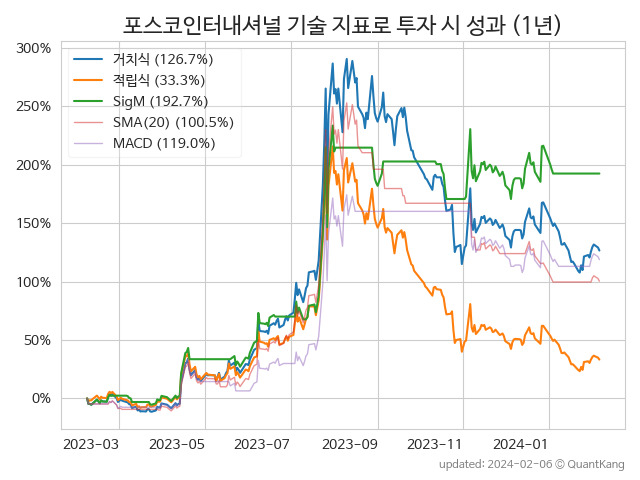 포스코인터내셔널 기술 지표로 투자 시 성과 (1년)
300%
250%
200%
150%
100%
50%
0%
거치식 (126.7%)
적립식 (33.3%)
SigM (192.7%)
SMA(20) (100.5%)
MACD (119.0%)
2023-03 2023-05 2023-07 2023-09 2023-11 2024-01
updated: 2024-02-06 © QuantKang